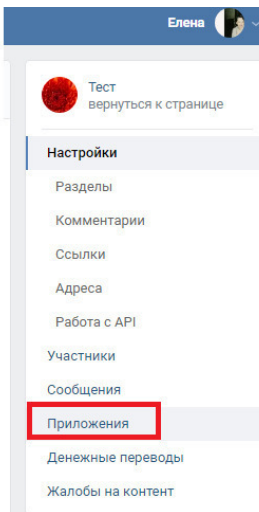 Елена
Тест
вернуться к странице
Настройки
Разделы
Комментарии
Ссылки
Адреса
Работа с API
Участники
Сообщения
Приложения
Денежные переводы
Жалобы на контент